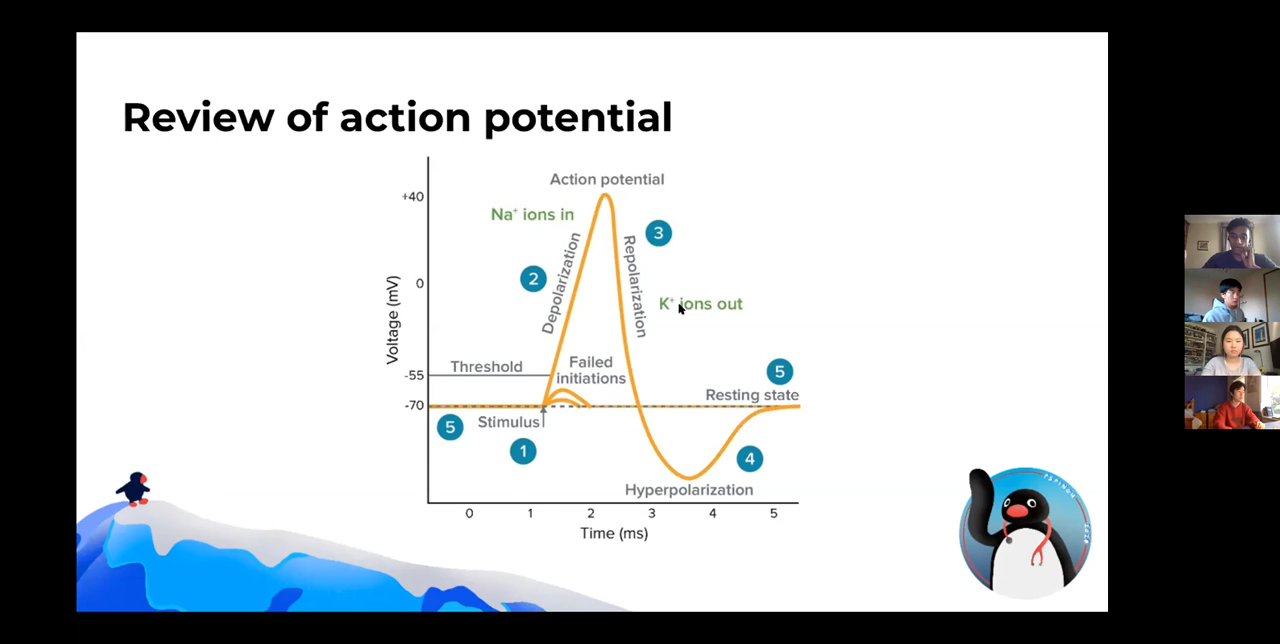 Review of action potential
Action potential
+40
Na⁺ ions in
3
Depolarization
Repolarization
2
0
K⁺ ions out
Voltage (mV)
Threshold
Failed
initiations
5
-55
Resting state
-70
5
Stimulus
1
4
Hyperpolarization
0 1 2 3 4 5
Time (ms)